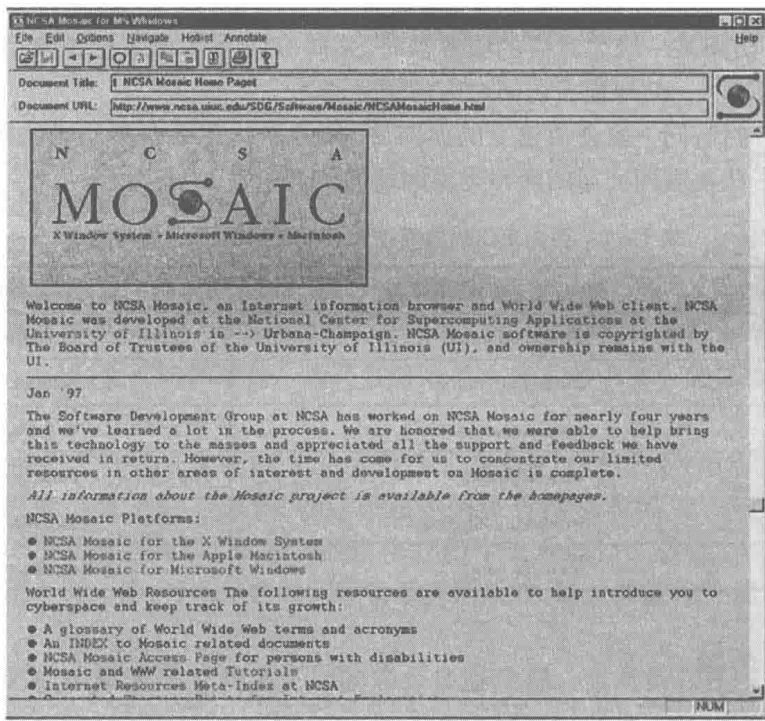 NCSA Mosaic for MS Windows
File Edit Options Navigate Hotlist Annotate Help
Document Title: NCSA Mosaic Home Page
Document URL: http://www.ncsa.uiuc.edu/SDG/Software/Mosaic/NCSAMosaicHome.html
N C S A
MOSAIC
X Window System • Microsoft Windows • Macintosh
Welcome to NCSA Mosaic, an Internet information browser and World Wide Web client. NCSA
Mosaic was developed at the National Center for Supercomputing Applications at the
University of Illinois in --> Urbana-Champaign. NCSA Mosaic software is copyrighted by
The Board of Trustees of the University of Illinois (UI), and ownership remains with the
UI.
Jan '97
The Software Development Group at NCSA has worked on NCSA Mosaic for nearly four years
and we've learned a lot in the process. We are honored that we were able to help bring
this technology to the masses and appreciated all the support and feedback we have
received in return. However, the time has come for us to concentrate our limited
resources in other areas of interest and development on Mosaic is complete.
All information about the Mosaic project is available from the homepages.
NCSA Mosaic Platforms:
● NCSA Mosaic for the X Window System
● NCSA Mosaic for the Apple Macintosh
● NCSA Mosaic for Microsoft Windows
World Wide Web Resources The following resources are available to help introduce you to
cyberspace and keep track of its growth:
● A glossary of World Wide Web terms and acronyms
● An INDEX to Mosaic related documents
● NCSA Mosaic Access Page for persons with disabilities
● Mosaic and WWW related Tutorials
● Internet Resources Meta-Index at NCSA
NUM